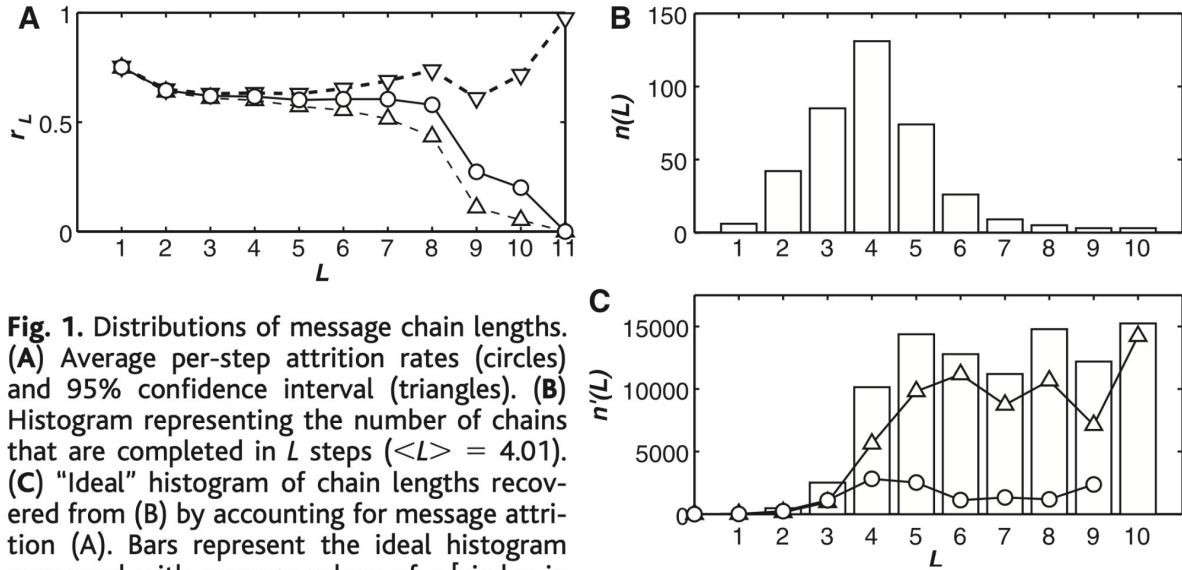 A
1
0.5
0
r L
1 2 3 4 5 6 7 8 9 10 11
L
B
150
100
50
0
n(L)
1 2 3 4 5 6 7 8 9 10
C
15000
10000
5000
0
n'(L)
1 2 3 4 5 6 7 8 9 10
L
Fig. 1. Distributions of message chain lengths.
(A) Average per-step attrition rates (circles)
and 95% confidence interval (triangles). (B)
Histogram representing the number of chains
that are completed in L steps (<L> = 4.01).
(C) “Ideal” histogram of chain lengths recov-
ered from (B) by accounting for message attri-
tion (A). Bars represent the ideal histogram